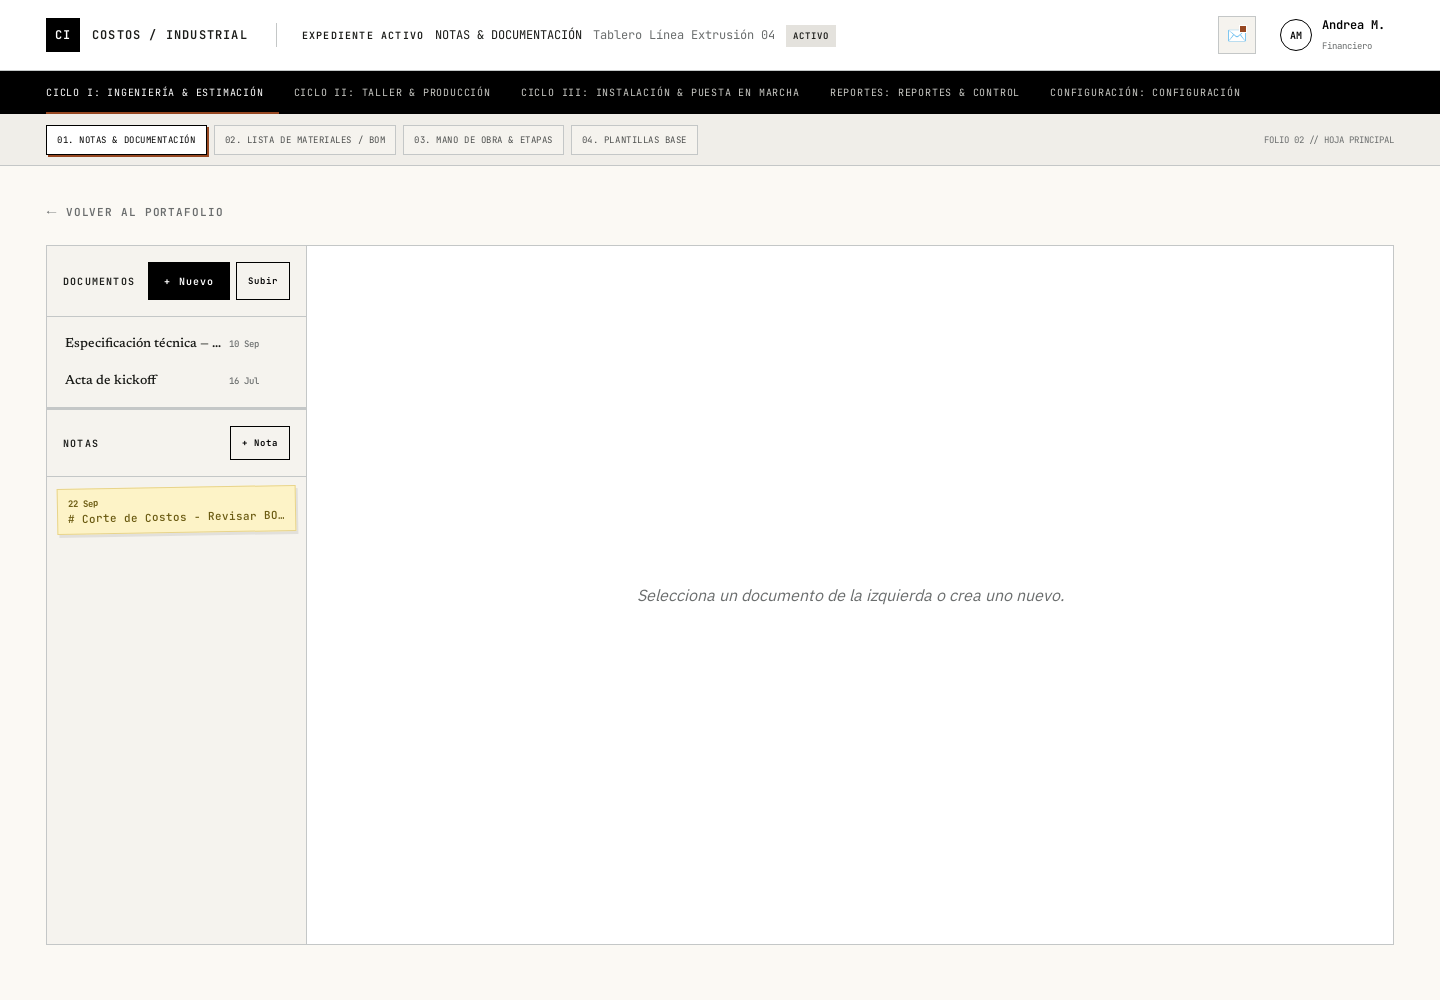 CI COSTOS / INDUSTRIAL EXPEDIENTE ACTIVO NOTAS & DOCUMENTACIÓN Tablero Línea Extrusión 04 ACTIVO AM Andrea M.
Financiero
CICLO I: INGENIERÍA & ESTIMACIÓN CICLO II: TALLER & PRODUCCIÓN CICLO III: INSTALACIÓN & PUESTA EN MARCHA REPORTES: REPORTES & CONTROL CONFIGURACIÓN: CONFIGURACIÓN
01. NOTAS & DOCUMENTACIÓN 02. LISTA DE MATERIALES / BOM 03. MANO DE OBRA & ETAPAS 04. PLANTILLAS BASE FOLIO 02 // HOJA PRINCIPAL
← VOLVER AL PORTAFOLIO
DOCUMENTOS + Nuevo Subir
Especificación técnica — ... 10 Sep
Acta de kickoff 16 Jul
NOTAS + Nota
22 Sep
# Corte de Costos - Revisar BO…
Selecciona un documento de la izquierda o crea uno nuevo.